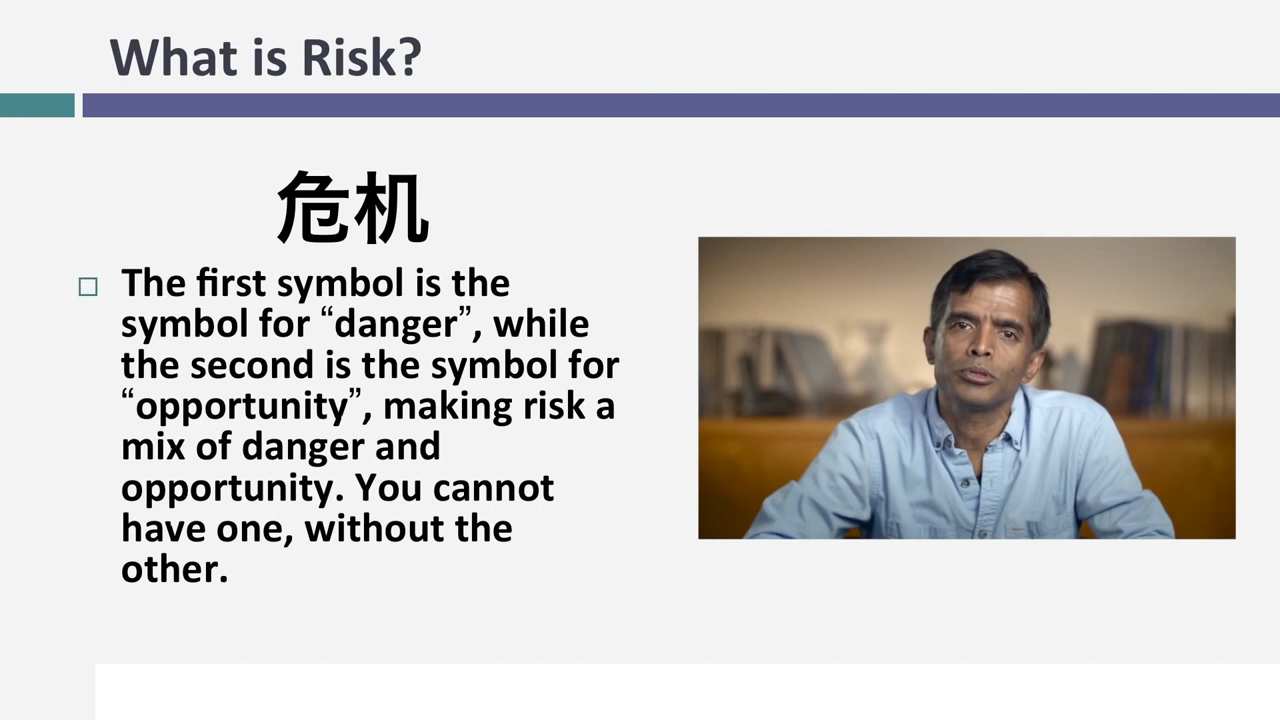 What is Risk?
危机
The first symbol is the
symbol for “danger”, while
the second is the symbol for
“opportunity”, making risk a
mix of danger and
opportunity. You cannot
have one, without the
other.